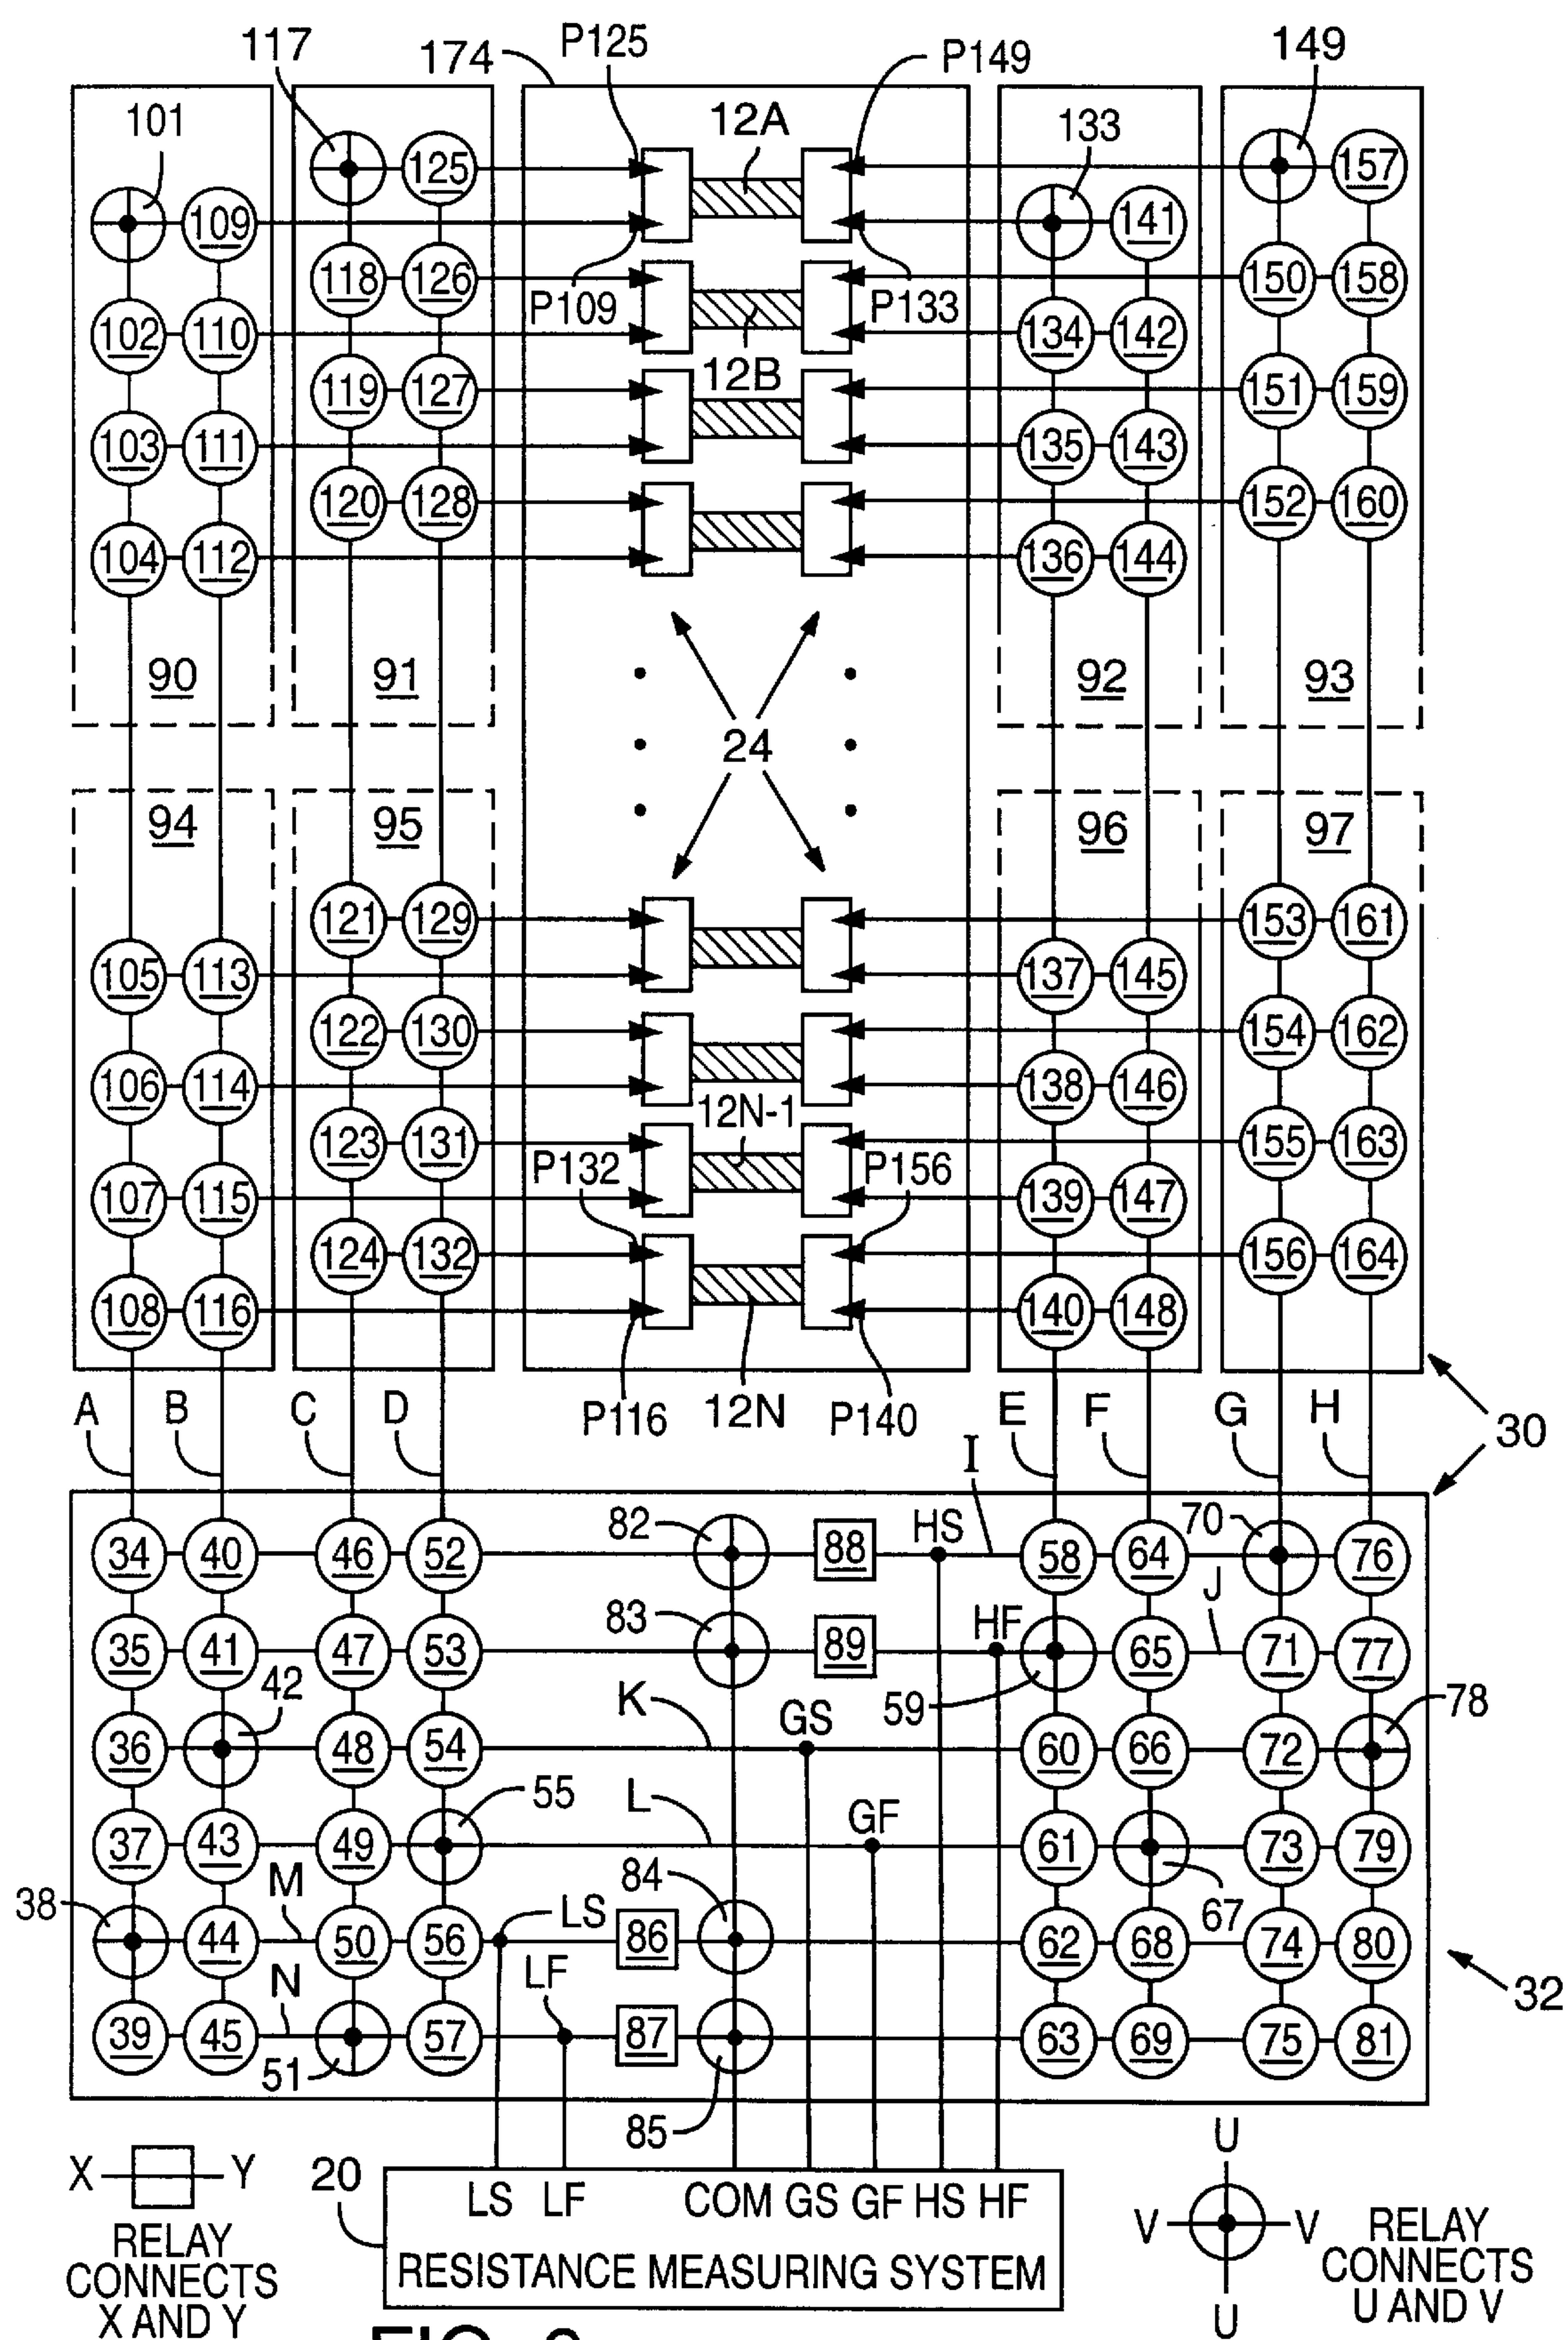 117 174 P125 P149 149
101 12A 133
125 157
109 141
118 126 P109 P133 150 158
102 110 12B 134 142
119 127 151 159
103 111 135 143
120 128 152 160
104 112 136 144
90 91 92 93
24
94 95 96 97
121 129 153 161
105 113 137 145
122 130 154 162
106 114 12N-1 138 146
123 131 155 163
P132 P156
107 115 139 147
124 132 156 164
108 116 140 148
A B C D P116 12N P140 E F G H
30
I
34 40 46 52 82 88 HS 58 64 70 76
J
35 41 47 53 83 89 HF 65 71 77
42 K GS 59 78
36 48 54 60 66 72
55 L GF
37 43 49 61 73 79
38 M LS 84 67
44 50 56 86 62 68 74 80
N LF 32
39 45 57 87 63 69 75 81
51
85
U
X Y 20 LS LF COM GS GF HS HF V V
RELAY
CONNECTS
X AND Y
RESISTANCE MEASURING SYSTEM
RELAY
CONNECTS
U AND V
U